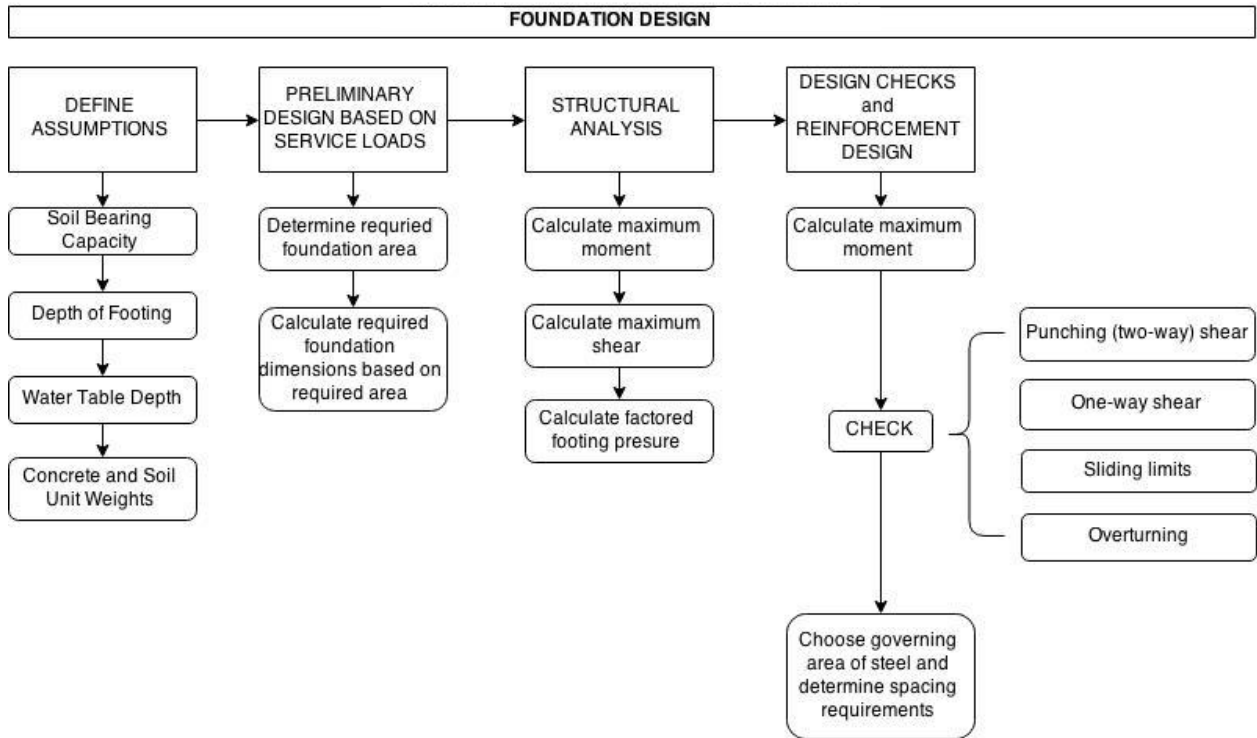 FOUNDATION DESIGN
DEFINE
ASSUMPTIONS
Soil Bearing
Capacity
Depth of Footing
Water Table Depth
Concrete and Soil
Unit Weights
PRELIMINARY
DESIGN BASED ON
SERVICE LOADS
Determine requried
foundation area
Calculate required
foundation
dimensions based on
required area
STRUCTURAL
ANALYSIS
Calculate maximum
moment
Calculate maximum
shear
Calculate factored
footing presure
DESIGN CHECKS
and
REINFORCEMENT
DESIGN
Calculate maximum
moment
CHECK
Punching (two-way) shear
One-way shear
Sliding limits
Overturning
Choose governing
area of steel and
determine spacing
requirements